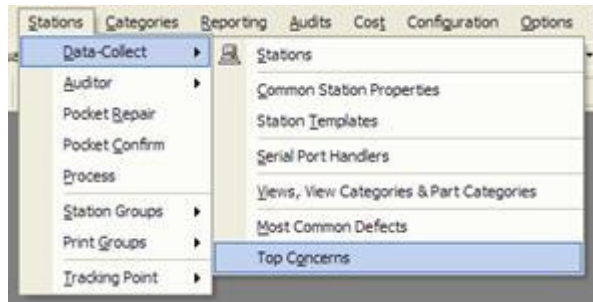 Stations Categories Reporting Audits Cost Configuration Options
Data-Collect
Auditor
Pocket Repair
Pocket Confirm
Process
Station Groups
Print Groups
Tracking Point
Stations
Common Station Properties
Station Templates
Serial Port Handlers
Views, View Categories & Part Categories
Most Common Defects
Top Concerns